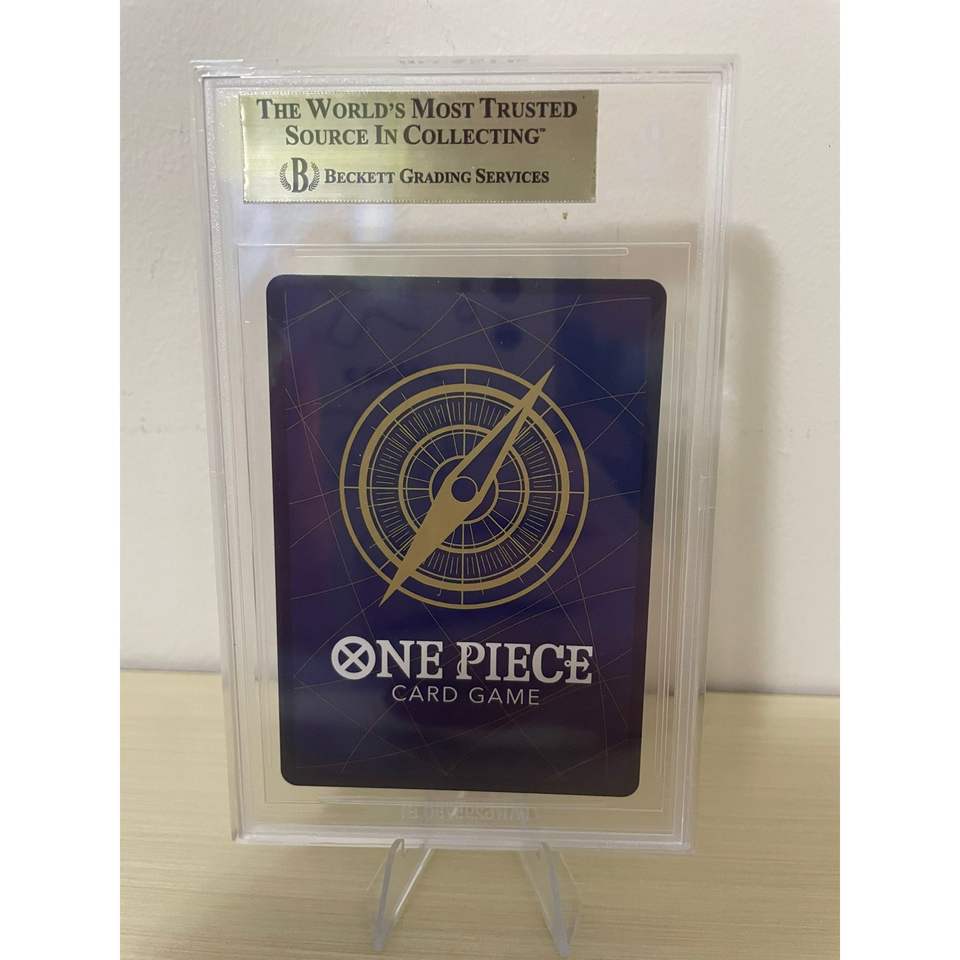 THE WORLD'S MOST TRUSTED
SOURCE IN COLLECTING™
B BECKETT GRADING SERVICES
ONE PIECE
CARD GAME